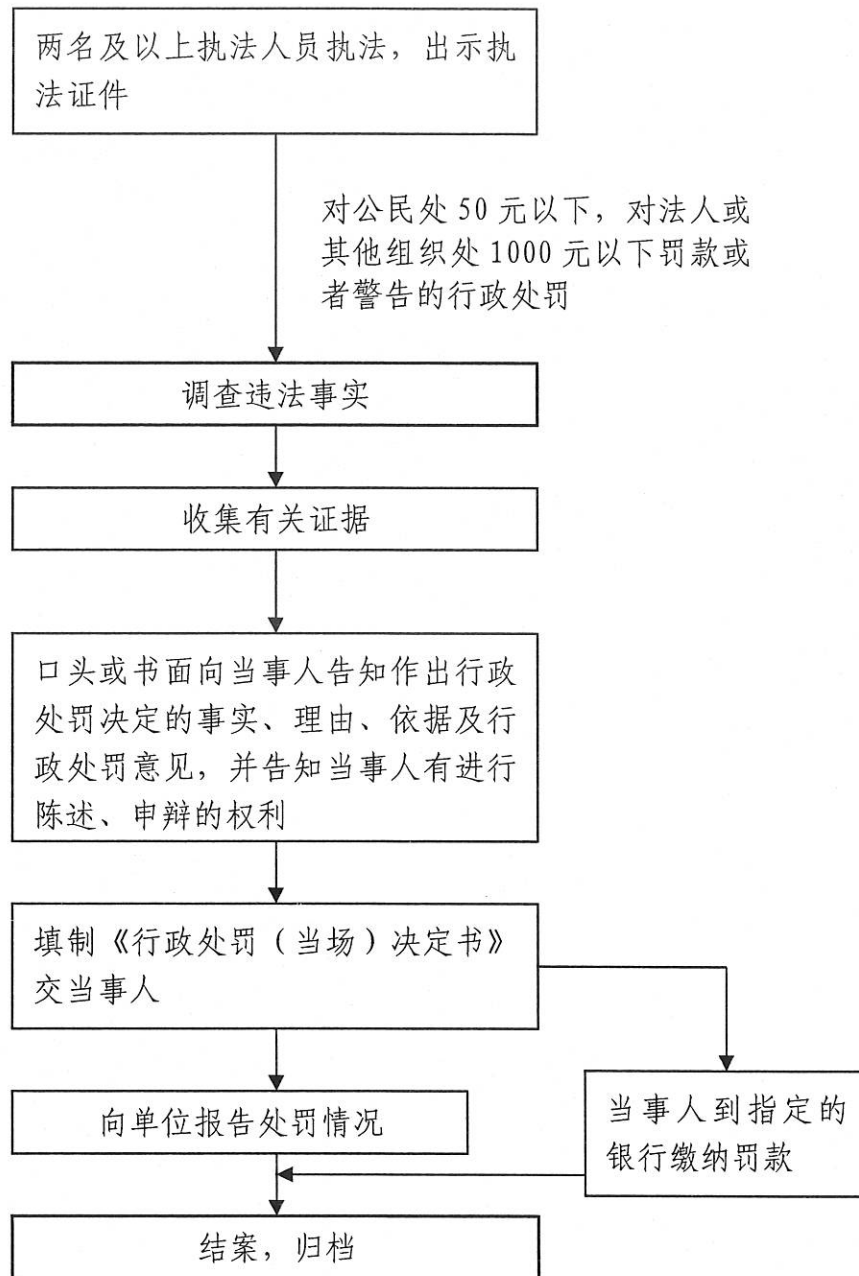 两名及以上执法人员执法，出示执
法证件
对公民处 50 元以下，对法人或
其他组织处 1000 元以下罚款或
者警告的行政处罚
调查违法事实
收集有关证据
口头或书面向当事人告知作出行政
处罚决定的事实、理由、依据及行
政处罚意见，并告知当事人有进行
陈述、申辩的权利
填制《行政处罚（当场）决定书》
交当事人
向单位报告处罚情况
当事人到指定的
银行缴纳罚款
结案，归档